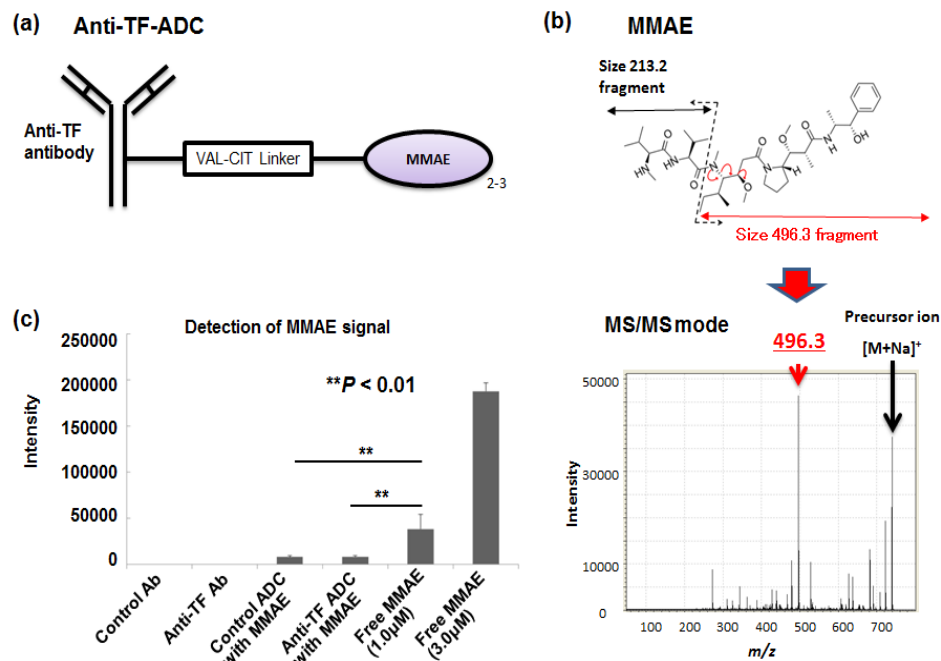 (a) Anti-TF-ADC
Anti-TF
antibody
VAL-CIT Linker
MMAE
2-3
(b) MMAE
Size 213.2
fragment
HN
HN
O
O
N
O
O
N
H
O
O
N
H
OH
Size 496.3 fragment
MS/MS mode
496.3
Precursor ion
[M+Na]+
50000
30000
10000
0
Intensity
100 200 300 400 500 600 700
m/z
(c) Detection of MMAE signal
250000
200000
150000
100000
50000
0
Intensity
**P < 0.01
**
**
Control Ab
Anti-TF Ab
Control ADC
with MMAE
Anti-TF ADC
with MMAE
Free MMAE
(1.0μM)
Free MMAE
(3.0μM)